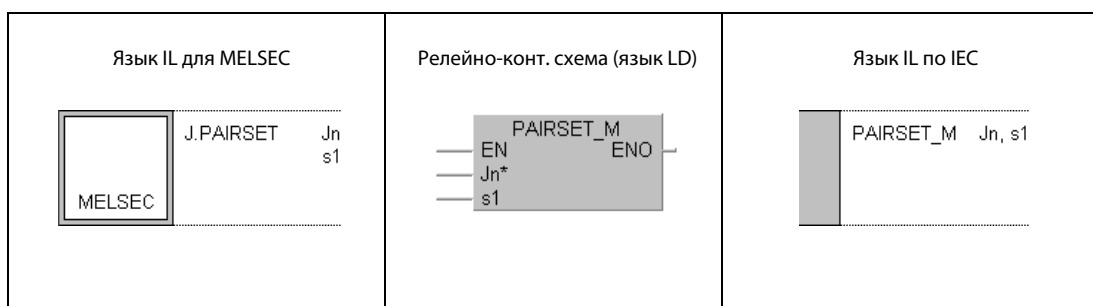 Язык IL для MELSEC
J.PAIRSET Jn
s1
MELSEC
Релейно-конт. схема (язык LD)
PAIRSET_M
EN ENO
Jn*
s1
Язык IL по IEC
PAIRSET_M Jn, s1